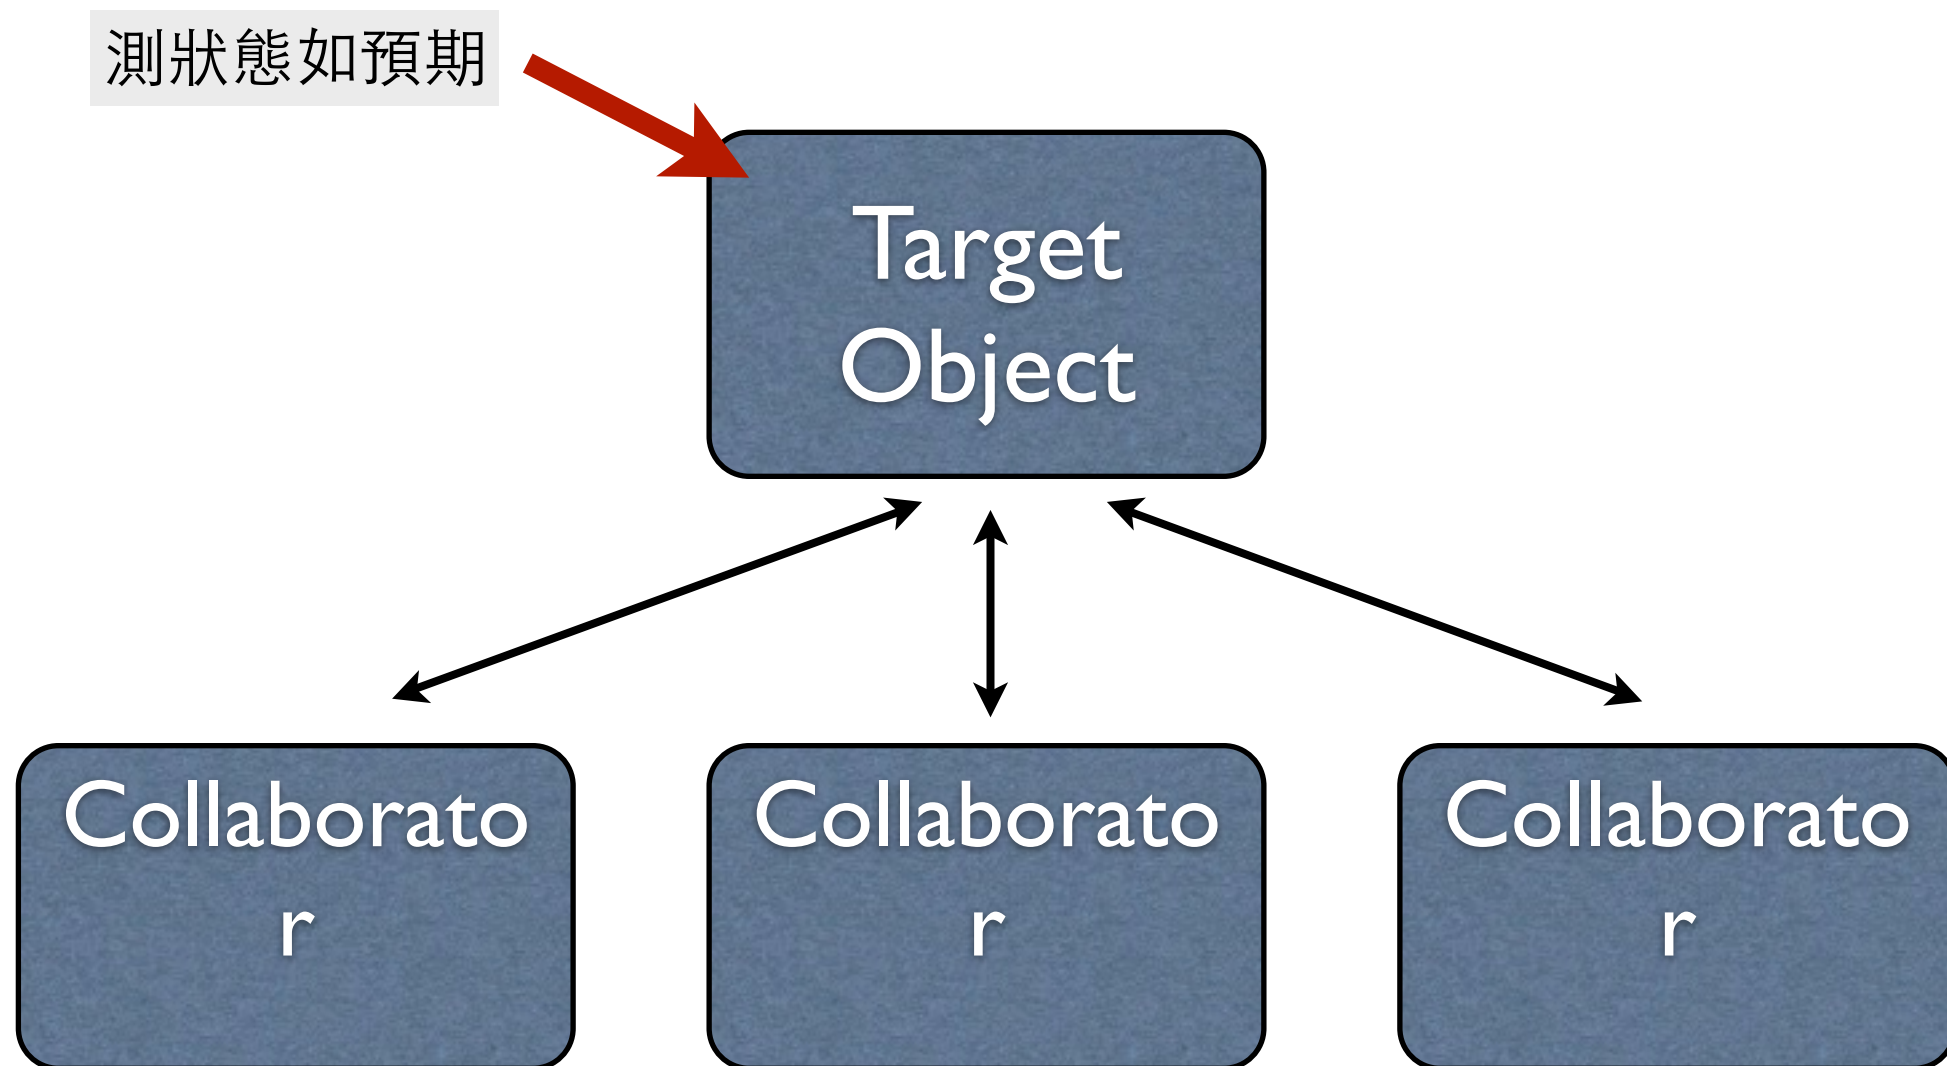 測狀態如預期
Target
Object
Collaborato
r
Collaborato
r
Collaborato
r